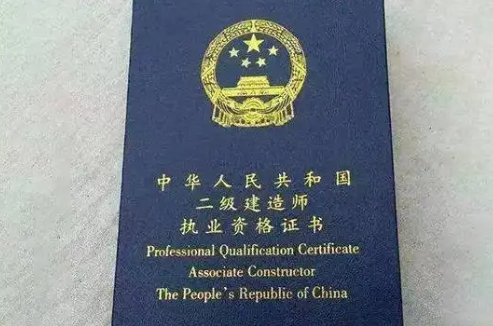 中华人民共和国
二级建造师
执业资格证书
Professional Qualification Certificate
Associate Constructor
The People's Republic of China